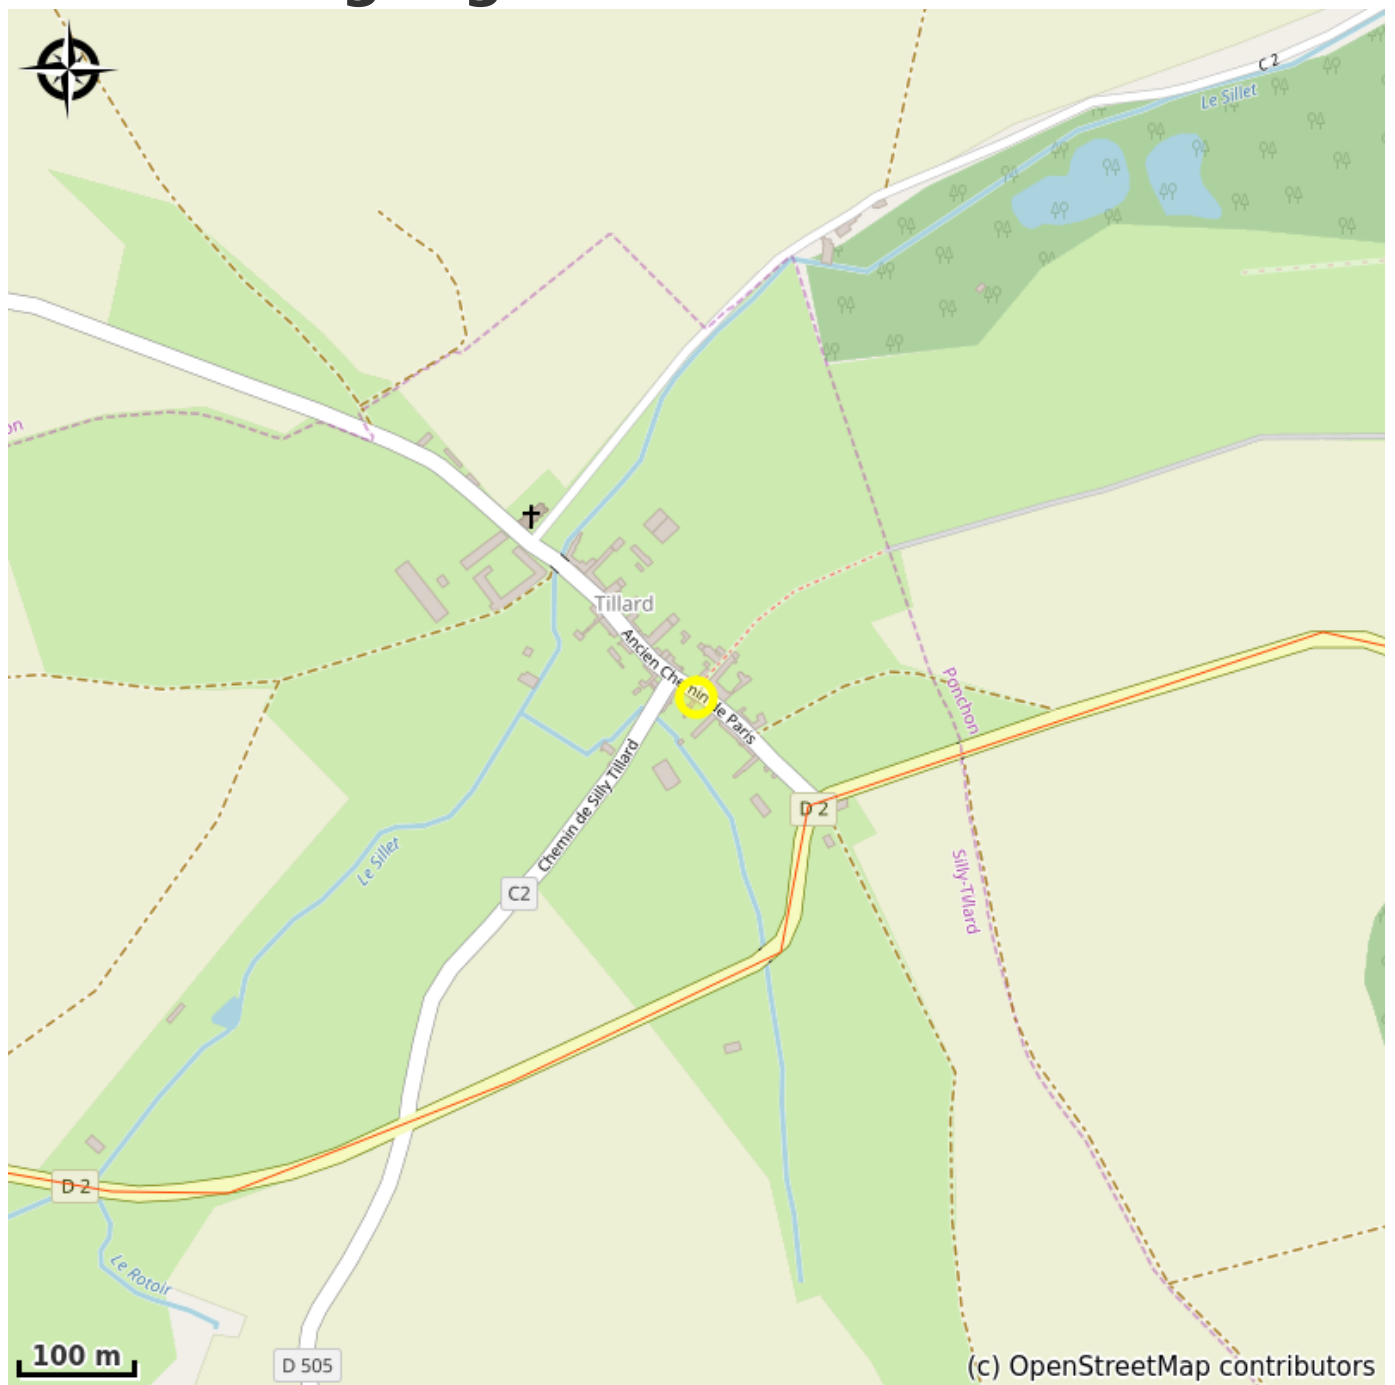 C 2
Le Sillet
on
Tillard
Ancien Chemin de Paris
Ponchon
Chemin de Silly Tillard
D 2
Le Sillet
Silly-Tillard
C2
D 2
Le Rotoir
100 m
D 505
(c) OpenStreetMap contributors